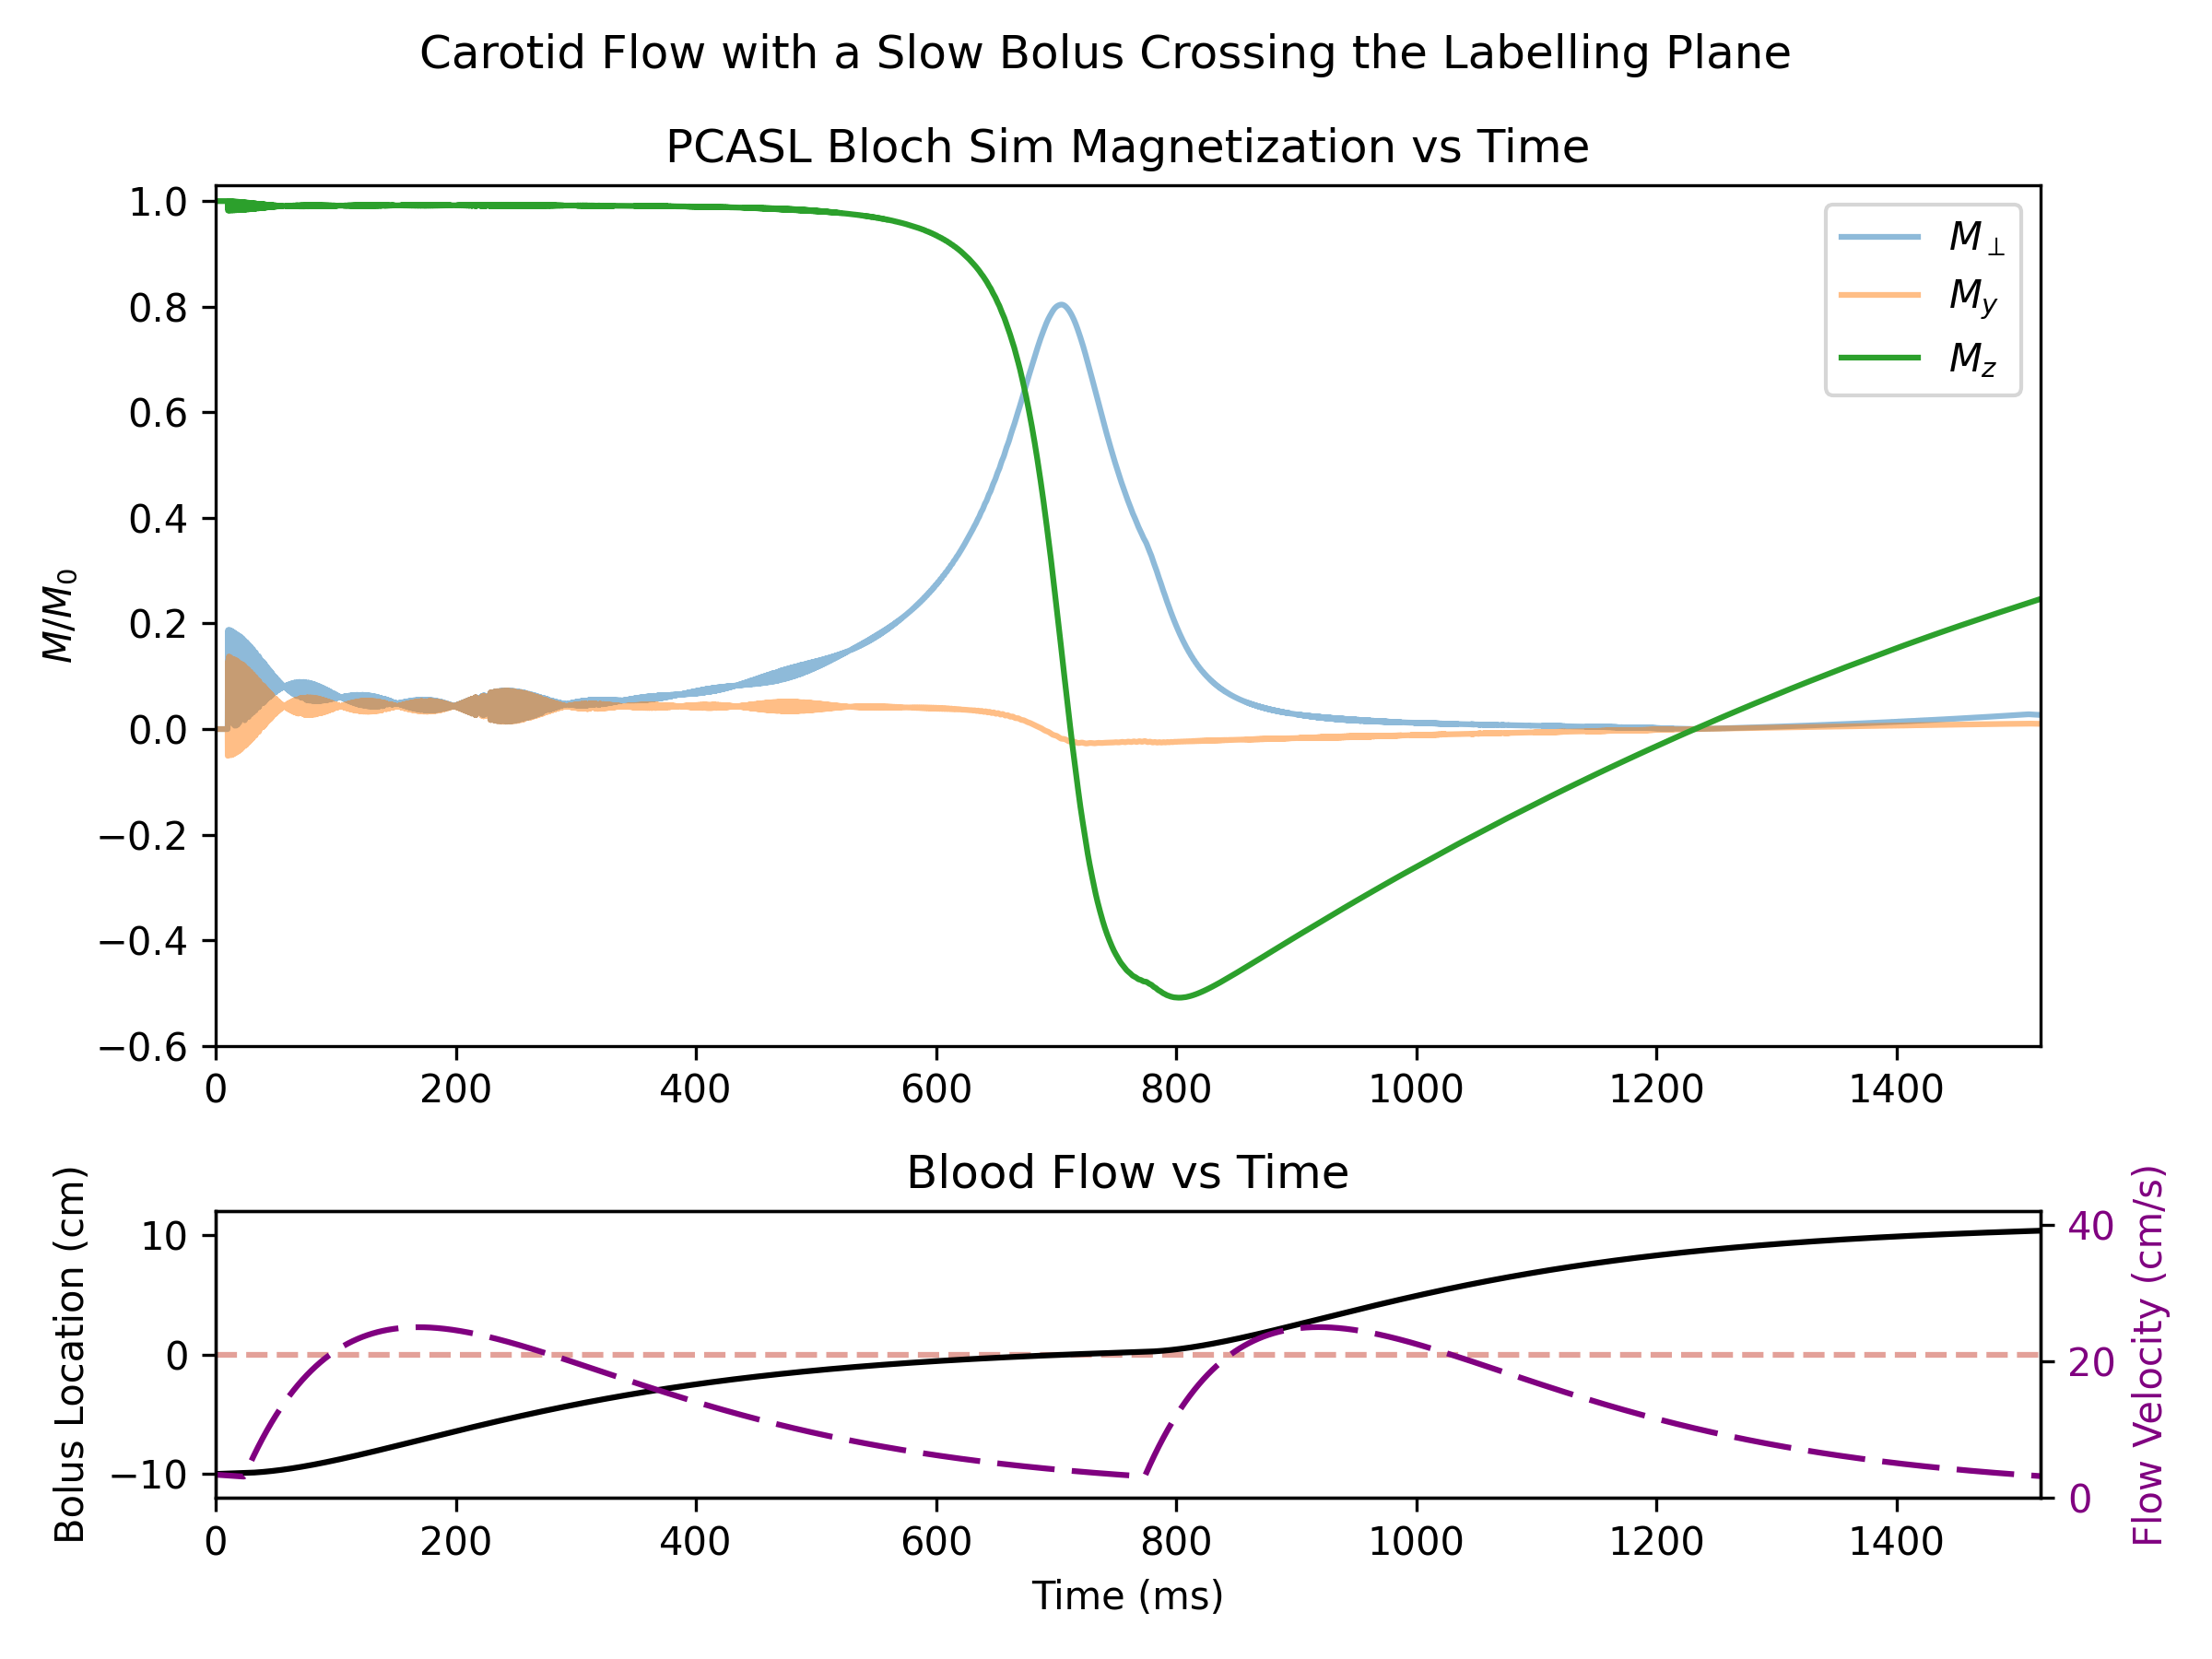 Carotid Flow with a Slow Bolus Crossing the Labelling Plane
PCASL Bloch Sim Magnetization vs Time
M/M₀
1.0
0.8
0.6
0.4
0.2
0.0
−0.2
−0.4
−0.6
M⊥
My
Mz
0 200 400 600 800 1000 1200 1400
Blood Flow vs Time
Bolus Location (cm)
10
0
−10
40
20
0
Flow Velocity (cm/s)
0 200 400 600 800 1000 1200 1400
Time (ms)